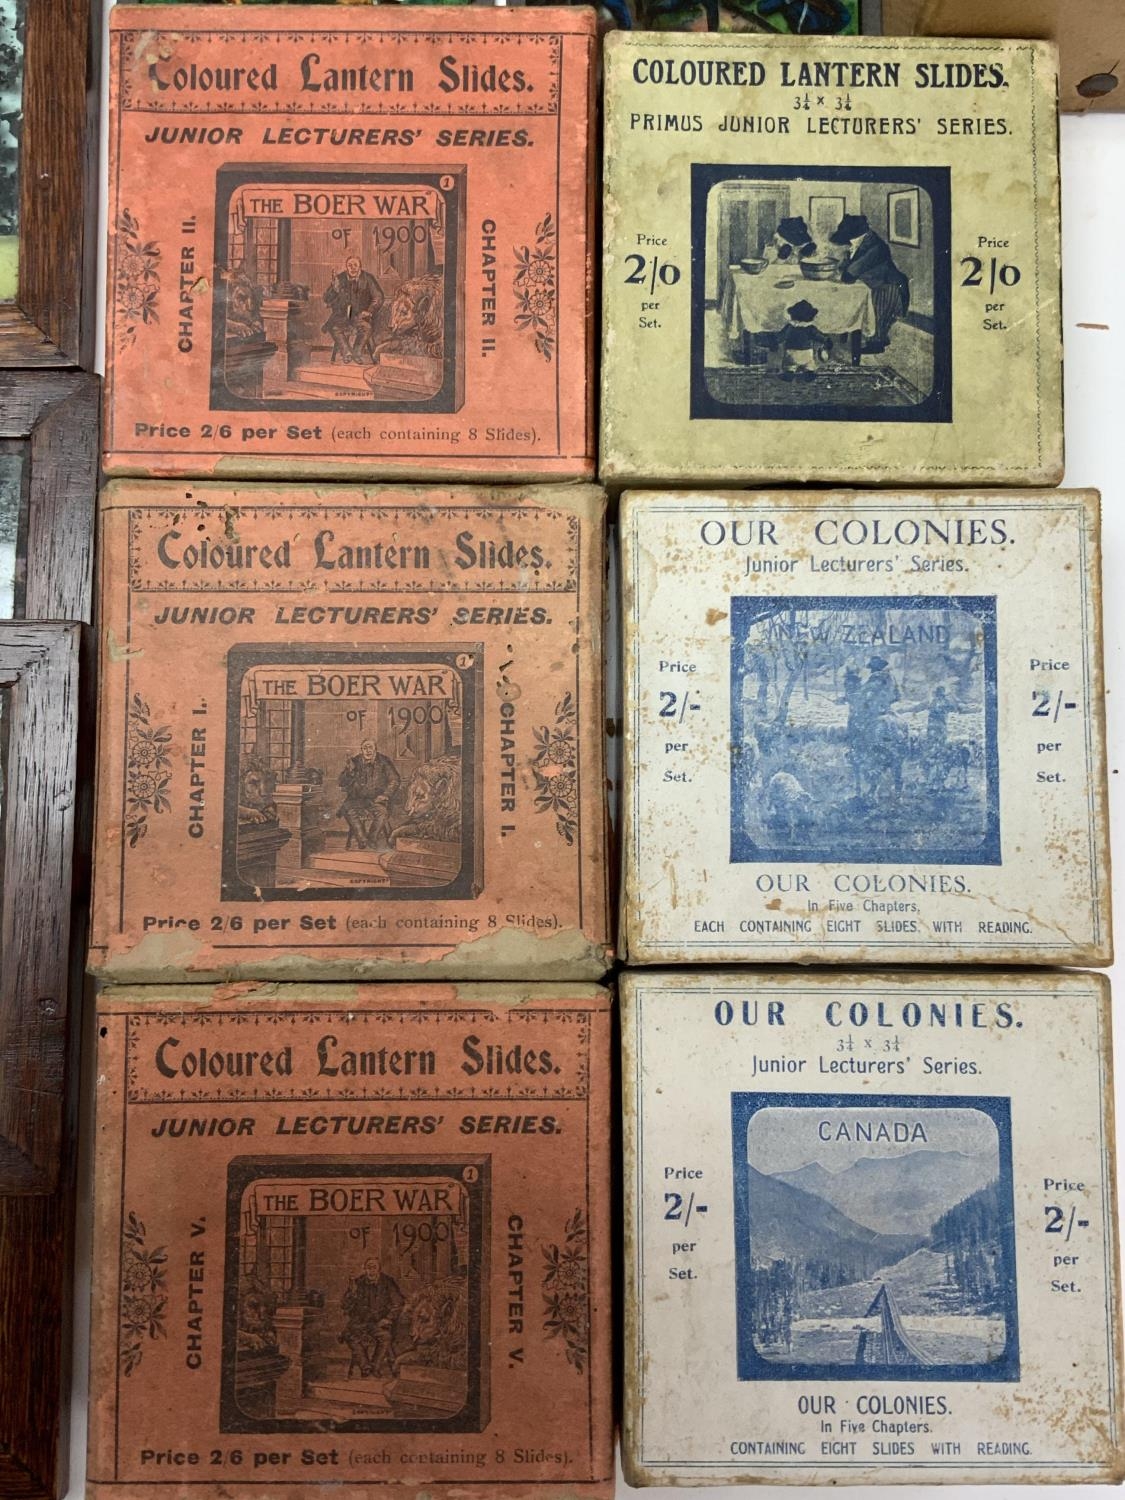 Coloured Lantern Slides.
JUNIOR LECTURERS' SERIES.
1
THE BOER WAR
OF 1900
CHAPTER II.
CHAPTER II.
COPYRIGHT
Price 2/6 per Set (each containing 8 Slides).
COLOURED LANTERN SLIDES.
3¼ × 3¼
PRIMUS JUNIOR LECTURERS' SERIES.
Price
2/0
per
Set.
Price
2/0
per
Set.
Coloured Lantern Slides.
JUNIOR LECTURERS' SERIES.
1
THE BOER WAR
OF 1900
CHAPTER I.
CHAPTER I.
COPYRIGHT
Price 2/6 per Set (each containing 8 Slides).
OUR COLONIES.
Junior Lecturers' Series.
NEW ZEALAND
Price
2/-
per
Set.
Price
2/-
per
Set.
OUR COLONIES.
In Five Chapters.
EACH CONTAINING EIGHT SLIDES, WITH READING.
Coloured Lantern Slides.
JUNIOR LECTURERS' SERIES.
1
THE BOER WAR
OF 1900
CHAPTER V.
CHAPTER V.
Price 2/6 per Set (each containing 8 Slides).
OUR COLONIES.
3¼ x 3¼
Junior Lecturers' Series.
CANADA
Price
2/-
per
Set.
Price
2/-
per
Set.
OUR COLONIES.
In Five Chapters.
CONTAINING EIGHT SLIDES WITH READING.